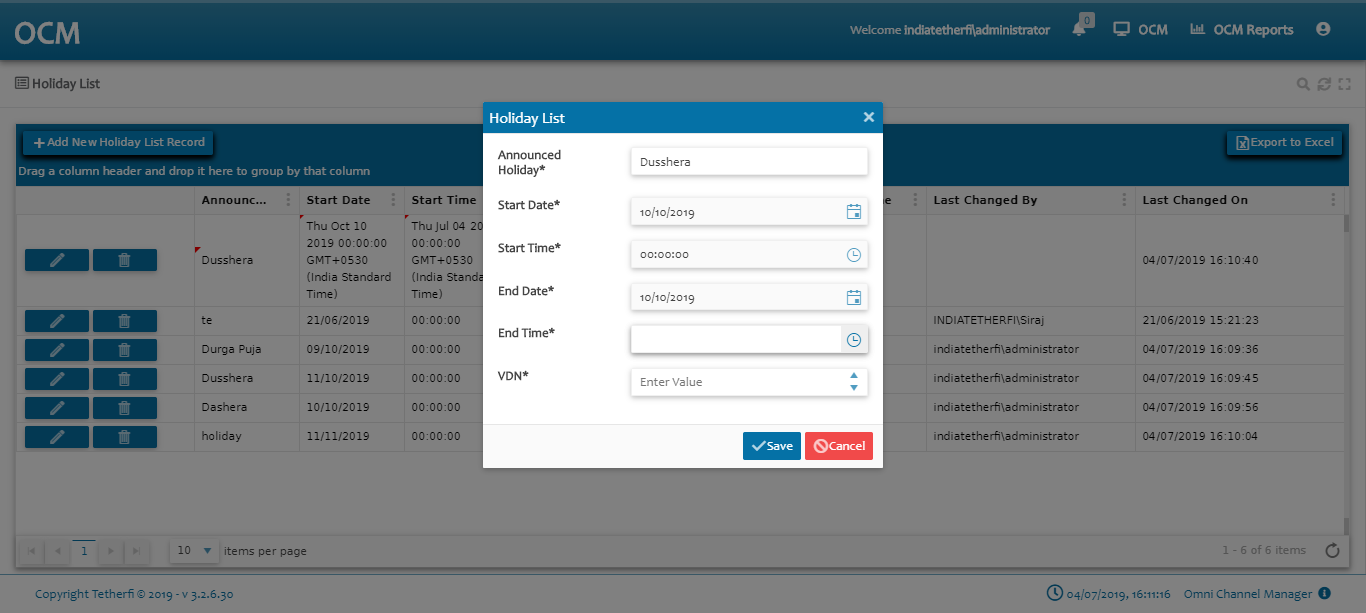 OCM
Welcome indiatetherfi\administrator
0
OCM
OCM Reports
Holiday List
Add New Holiday List Record
Export to Excel
Drag a column header and drop it here to group by that column
Announc... Start Date Start Time e Last Changed By Last Changed On
Dusshera
Thu Oct 10
2019 00:00:00
GMT+0530
(India Standard
Time)
Thu Jul 04 20
00:00:00
GMT+0530
(India Standa
Time)
04/07/2019 16:10:40
te 21/06/2019 00:00:00 INDIATETHERFI\Siraj 21/06/2019 15:21:23
Durga Puja 09/10/2019 00:00:00 indiatetherfi\administrator 04/07/2019 16:09:36
Dusshera 11/10/2019 00:00:00 indiatetherfi\administrator 04/07/2019 16:09:45
Dashera 10/10/2019 00:00:00 indiatetherfi\administrator 04/07/2019 16:09:56
holiday 11/11/2019 00:00:00 indiatetherfi\administrator 04/07/2019 16:10:04
Holiday List
Announced
Holiday*
Dusshera
Start Date*
10/10/2019
Start Time*
00:00:00
End Date*
10/10/2019
End Time*
VDN*
Enter Value
Save
Cancel
1
10
items per page
1 - 6 of 6 items
Copyright Tetherfi © 2019 - v 3.2.6.30
04/07/2019, 16:11:16
Omni Channel Manager